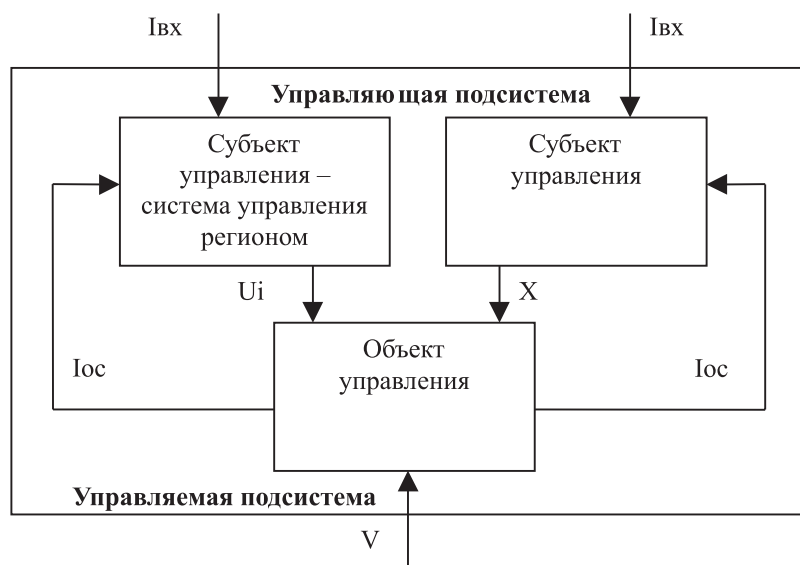 Iвх
Iвх
Управляющая подсистема
Субъект
управления –
система управления
регионом
Субъект
управления
Ui
X
Объект
управления
Iос
Iос
Управляемая подсистема
V